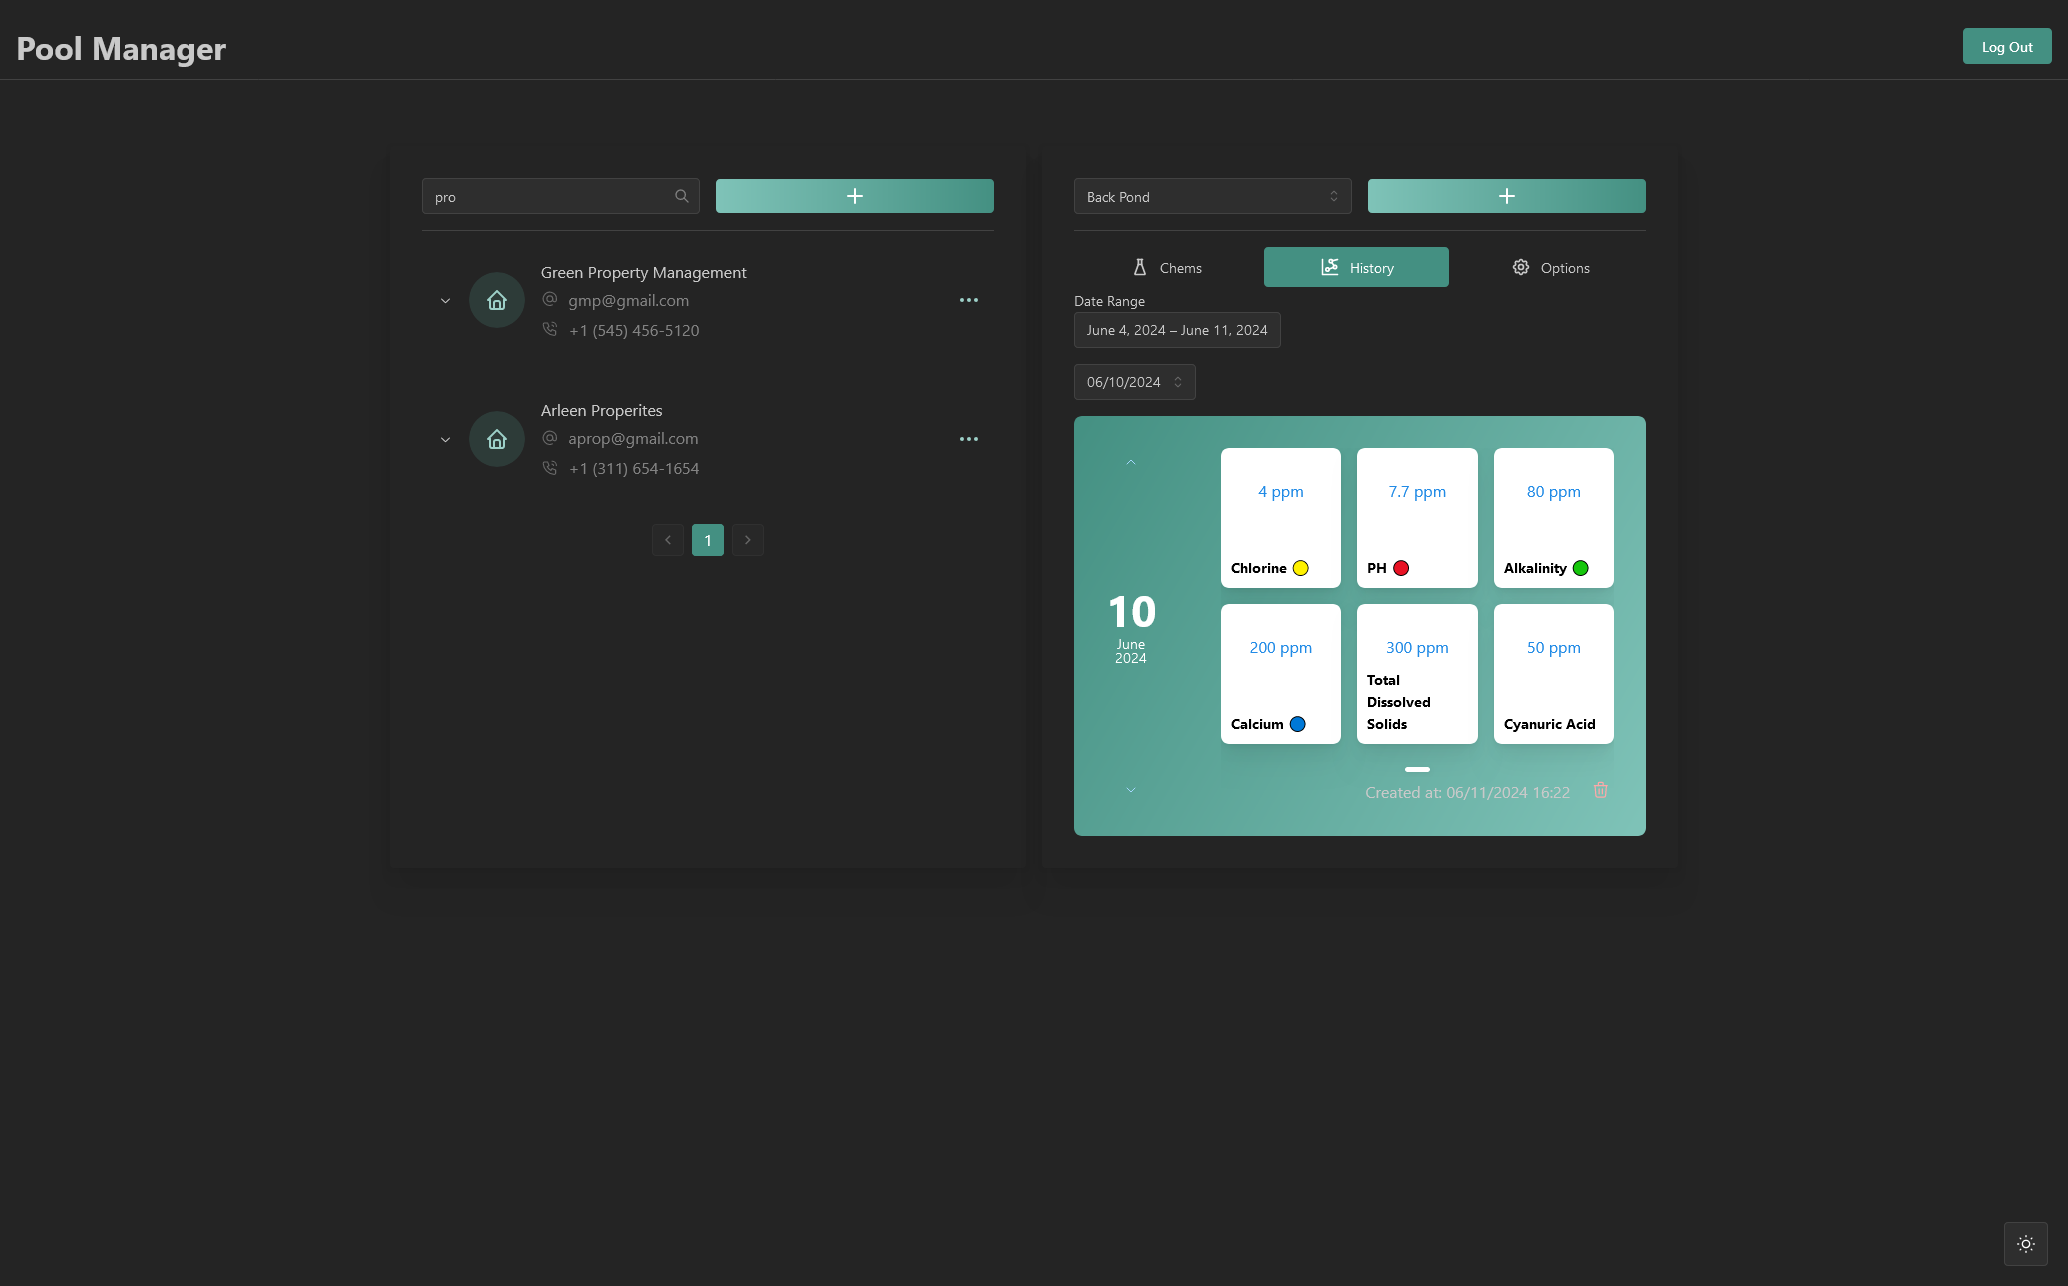 Pool Manager
Log Out
pro
Green Property Management
gmp@gmail.com
+1 (545) 456-5120
Arleen Properites
aprop@gmail.com
+1 (311) 654-1654
1
Back Pond
Chems
History
Options
Date Range
June 4, 2024 – June 11, 2024
06/10/2024
10
June
2024
4 ppm
Chlorine
7.7 ppm
PH
80 ppm
Alkalinity
200 ppm
Calcium
300 ppm
Total
Dissolved
Solids
50 ppm
Cyanuric Acid
Created at: 06/11/2024 16:22